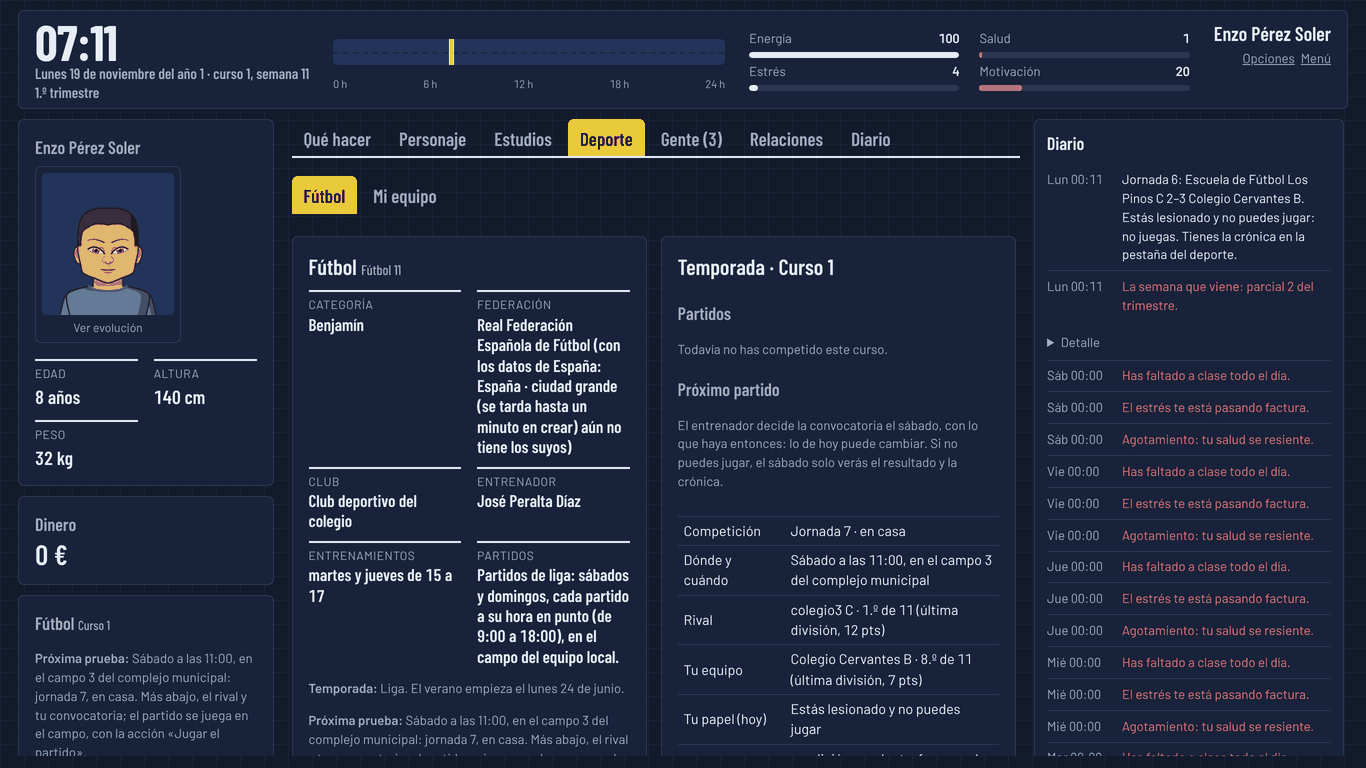 07:11
Lunes 19 de noviembre del año 1 · curso 1, semana 11
1.º trimestre
0 h
6 h
12 h
18 h
24 h
Energía 100
Estrés 4
Salud 1
Motivación 20
Enzo Pérez Soler
Opciones Menú
Enzo Pérez Soler
Ver evolución
EDAD
8 años
ALTURA
140 cm
PESO
32 kg
Dinero
0 €
Fútbol Curso 1
Próxima prueba: Sábado a las 11:00, en
el campo 3 del complejo municipal:
jornada 7, en casa. Más abajo, el rival y
tu convocatoria; el partido se juega en
el campo, con la acción «Jugar el
partido».
Qué hacer
Personaje
Estudios
Deporte
Gente (3)
Relaciones
Diario
Fútbol
Mi equipo
Fútbol Fútbol 11
CATEGORÍA
Benjamín
FEDERACIÓN
Real Federación
Española de Fútbol (con
los datos de España:
España · ciudad grande
(se tarda hasta un
minuto en crear) aún no
tiene los suyos)
CLUB
Club deportivo del
colegio
ENTRENADOR
José Peralta Díaz
ENTRENAMIENTOS
martes y jueves de 15 a
17
PARTIDOS
Partidos de liga: sábados
y domingos, cada partido
a su hora en punto (de
9:00 a 18:00), en el
campo del equipo local.
Temporada: Liga. El verano empieza el lunes 24 de junio.
Próxima prueba: Sábado a las 11:00, en el campo 3 del
complejo municipal: jornada 7, en casa. Más abajo, el rival
Temporada · Curso 1
Partidos
Todavía no has competido este curso.
Próximo partido
El entrenador decide la convocatoria el sábado, con lo
que haya entonces: lo de hoy puede cambiar. Si no
puedes jugar, el sábado solo verás el resultado y la
crónica.
Competición
Jornada 7 · en casa
Dónde y
cuándo
Sábado a las 11:00, en el campo 3
del complejo municipal
Rival
colegio3 C · 1.º de 11 (última
división, 12 pts)
Tu equipo
Colegio Cervantes B · 8.º de 11
(última división, 7 pts)
Tu papel (hoy)
Estás lesionado y no puedes
jugar
Diario
Lun 00:11
Jornada 6: Escuela de Fútbol Los
Pinos C 2-3 Colegio Cervantes B.
Estás lesionado y no puedes jugar:
no juegas. Tienes la crónica en la
pestaña del deporte.
Lun 00:11
La semana que viene: parcial 2 del
trimestre.
▶ Detalle
Sáb 00:00 Has faltado a clase todo el día.
Sáb 00:00 El estrés te está pasando factura.
Sáb 00:00 Agotamiento: tu salud se resiente.
Vie 00:00 Has faltado a clase todo el día.
Vie 00:00 El estrés te está pasando factura.
Vie 00:00 Agotamiento: tu salud se resiente.
Jue 00:00 Has faltado a clase todo el día.
Jue 00:00 El estrés te está pasando factura.
Jue 00:00 Agotamiento: tu salud se resiente.
Mié 00:00 Has faltado a clase todo el día.
Mié 00:00 El estrés te está pasando factura.
Mié 00:00 Agotamiento: tu salud se resiente.
Mar 00:00 Has faltado a clase todo el día.